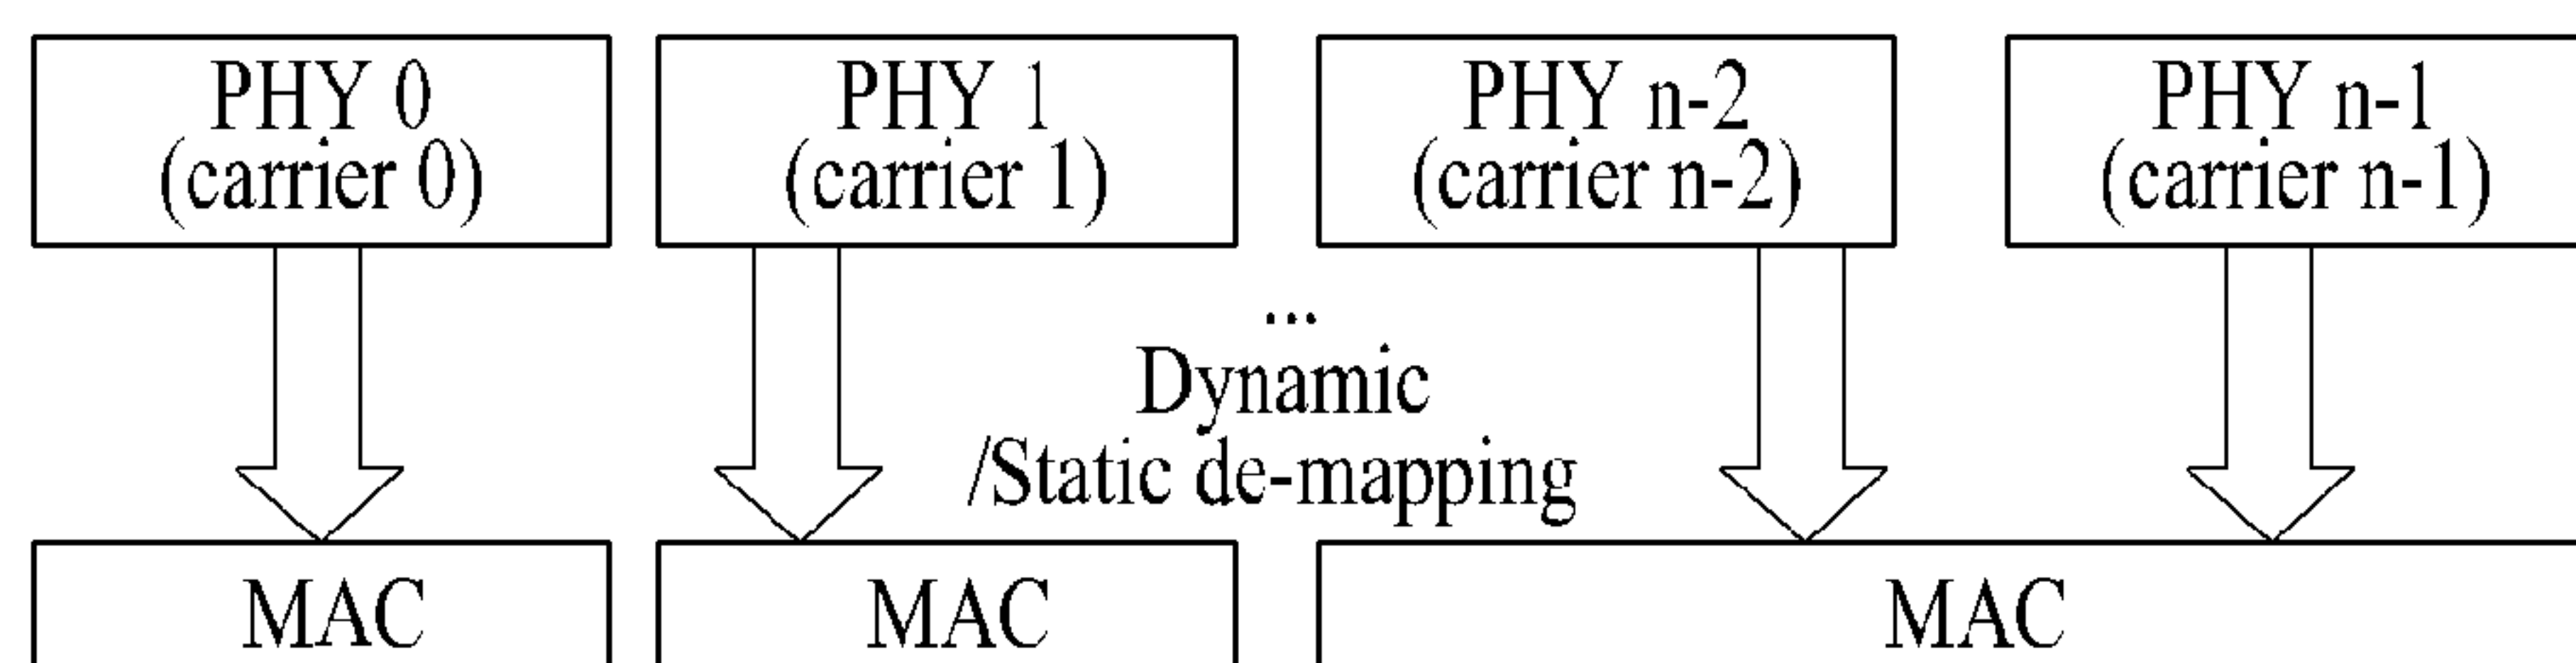 PHY 0
(carrier 0)
PHY 1
(carrier 1)
PHY n-2
(carrier n-2)
PHY n-1
(carrier n-1)
...
Dynamic
/Static de-mapping
MAC
MAC
MAC